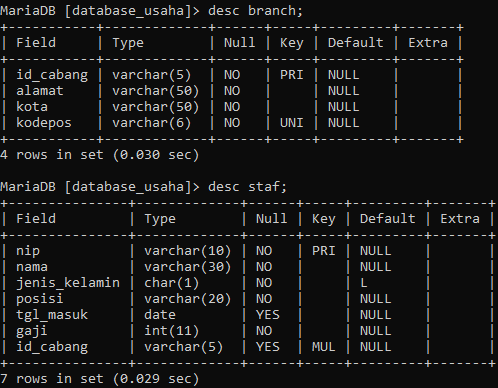 MariaDB [database_usaha]> desc branch;
+-----------+-------------+------+-----+---------+-------+
| Field     | Type        | Null | Key | Default | Extra |
+-----------+-------------+------+-----+---------+-------+
| id_cabang | varchar(5)  | NO   | PRI | NULL    |       |
| alamat    | varchar(50) | NO   |     | NULL    |       |
| kota      | varchar(50) | NO   |     | NULL    |       |
| kodepos   | varchar(6)  | NO   | UNI | NULL    |       |
+-----------+-------------+------+-----+---------+-------+
4 rows in set (0.030 sec)

MariaDB [database_usaha]> desc staf;
+---------------+-------------+------+-----+---------+-------+
| Field         | Type        | Null | Key | Default | Extra |
+---------------+-------------+------+-----+---------+-------+
| nip           | varchar(10) | NO   | PRI | NULL    |       |
| nama          | varchar(30) | NO   |     | NULL    |       |
| jenis_kelamin | char(1)     | NO   |     | L       |       |
| posisi        | varchar(20) | NO   |     | NULL    |       |
| tgl_masuk     | date        | YES  |     | NULL    |       |
| gaji          | int(11)     | NO   |     | NULL    |       |
| id_cabang     | varchar(5)  | YES  | MUL | NULL    |       |
+---------------+-------------+------+-----+---------+-------+
7 rows in set (0.029 sec)